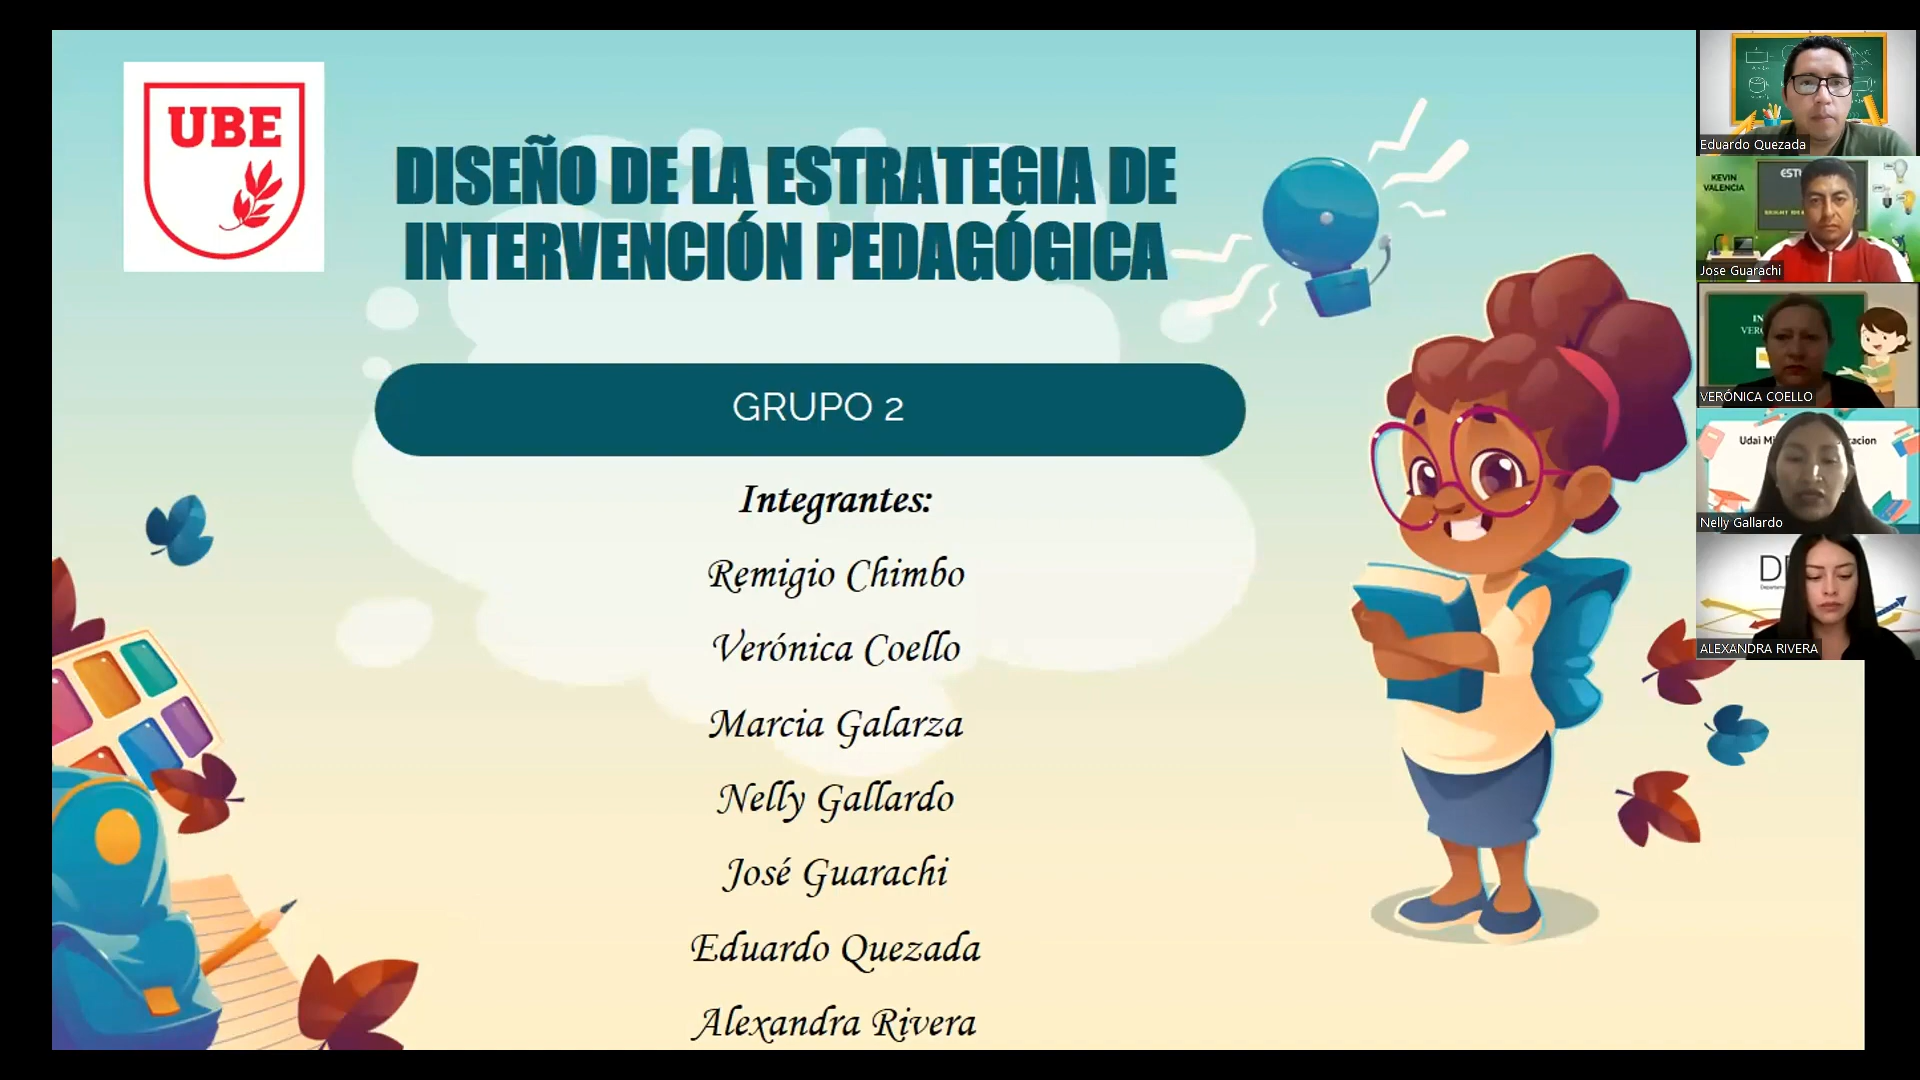 UBE
DISEÑO DE LA ESTRATEGIA DE
INTERVENCIÓN PEDAGÓGICA
GRUPO 2
Integrantes:
Remigio Chimbo
Verónica Coello
Marcia Galarza
Nelly Gallardo
José Guarachi
Eduardo Quezada
Alexandra Rivera
Eduardo Quezada
KEVIN
VALENCIA
Jose Guarachi
VERÓNICA COELLO
Udai
Nelly Gallardo
ALEXANDRA RIVERA